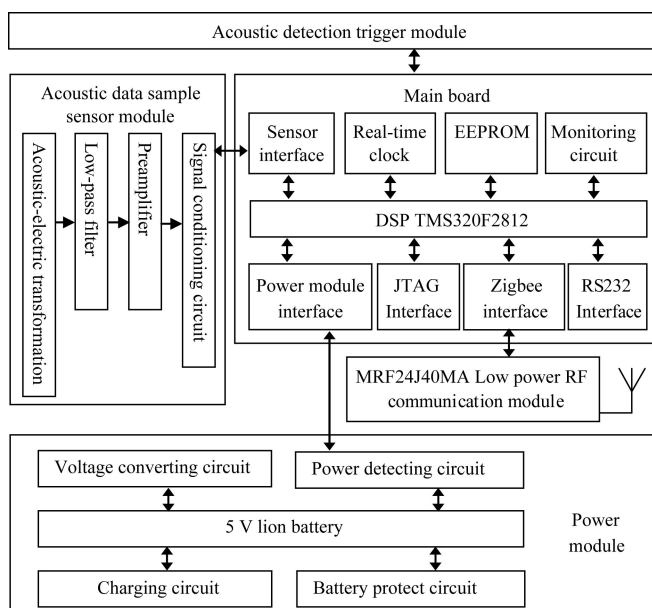 Acoustic detection trigger module
Acoustic data sample
sensor module
Acoustic-electric transformation
Low-pass filter
Preamplifier
Signal conditioning circuit
Main board
Sensor
interface
Real-time
clock
EEPROM
Monitoring
circuit
DSP TMS320F2812
Power module
interface
JTAG
Interface
Zigbee
interface
RS232
Interface
MRF24J40MA Low power RF
communication module
Voltage converting circuit
Power detecting circuit
5 V lion battery
Charging circuit
Battery protect circuit
Power
module